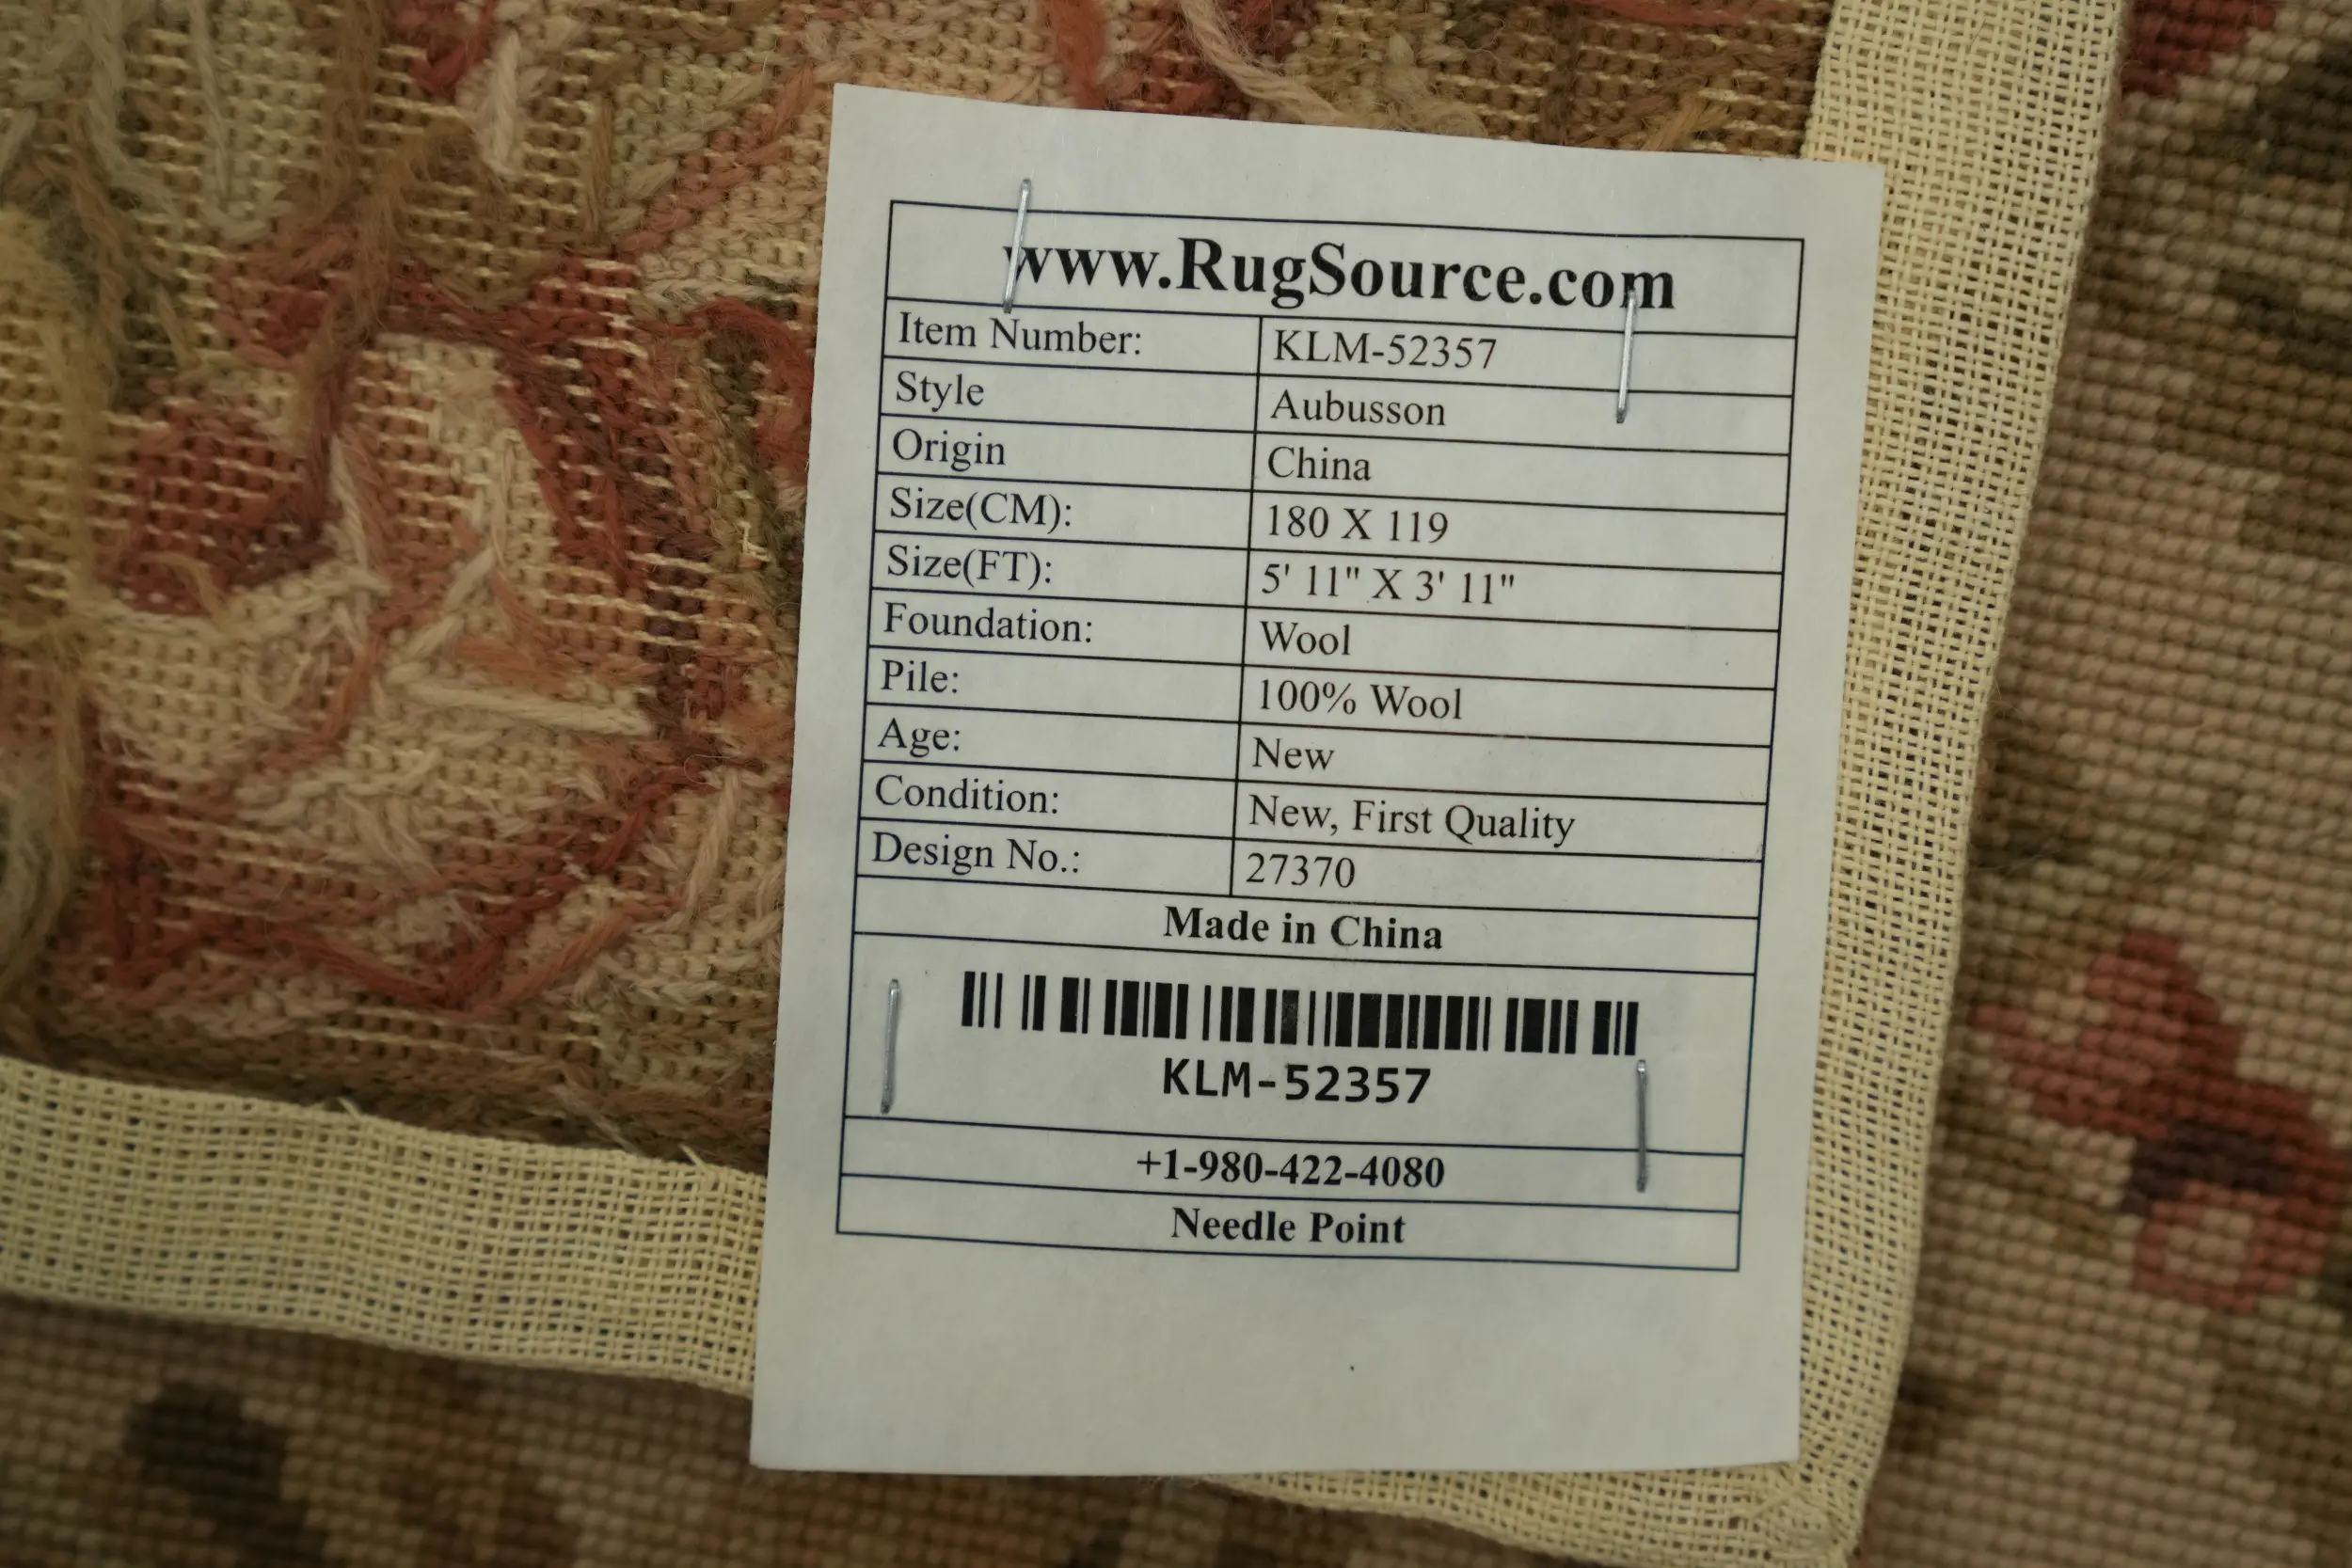 www.RugSource.com
Item Number: KLM-52357
Style Aubusson
Origin China
Size(CM): 180 X 119
Size(FT): 5' 11" X 3' 11"
Foundation: Wool
Pile: 100% Wool
Age: New
Condition: New, First Quality
Design No.: 27370
Made in China
KLM-52357
+1-980-422-4080
Needle Point